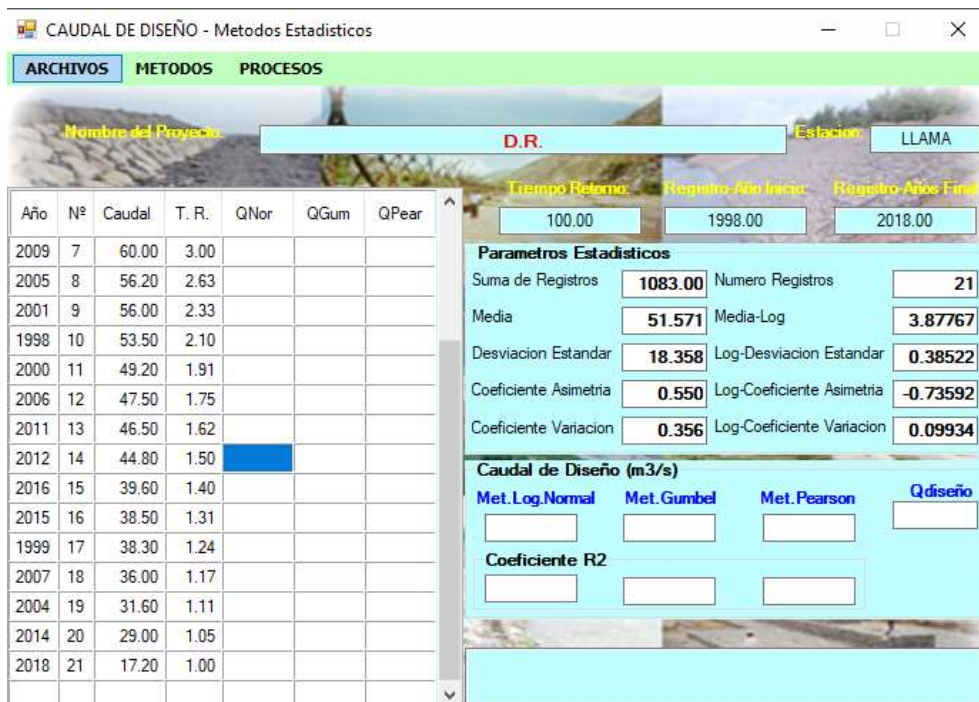 CAUDAL DE DISEÑO - Metodos Estadisticos
ARCHIVOS METODOS PROCESOS
Nombre del Proyecto: D.R. Estacion: LLAMA
Tiempo Retorno: Registro-Año Inicio: Registro-Años Final
100.00 1998.00 2018.00
Año Nº Caudal T. R. QNor QGum QPear
2009 7 60.00 3.00
2005 8 56.20 2.63
2001 9 56.00 2.33
1998 10 53.50 2.10
2000 11 49.20 1.91
2006 12 47.50 1.75
2011 13 46.50 1.62
2012 14 44.80 1.50
2016 15 39.60 1.40
2015 16 38.50 1.31
1999 17 38.30 1.24
2007 18 36.00 1.17
2004 19 31.60 1.11
2014 20 29.00 1.05
2018 21 17.20 1.00
Parametros Estadisticos
Suma de Registros 1083.00 Numero Registros 21
Media 51.571 Media-Log 3.87767
Desviacion Estandar 18.358 Log-Desviacion Estandar 0.38522
Coeficiente Asimetria 0.550 Log-Coeficiente Asimetria -0.73592
Coeficiente Variacion 0.356 Log-Coeficiente Variacion 0.09934
Caudal de Diseño (m3/s)
Met.Log.Normal Met.Gumbel Met.Pearson Qdiseño
Coeficiente R2